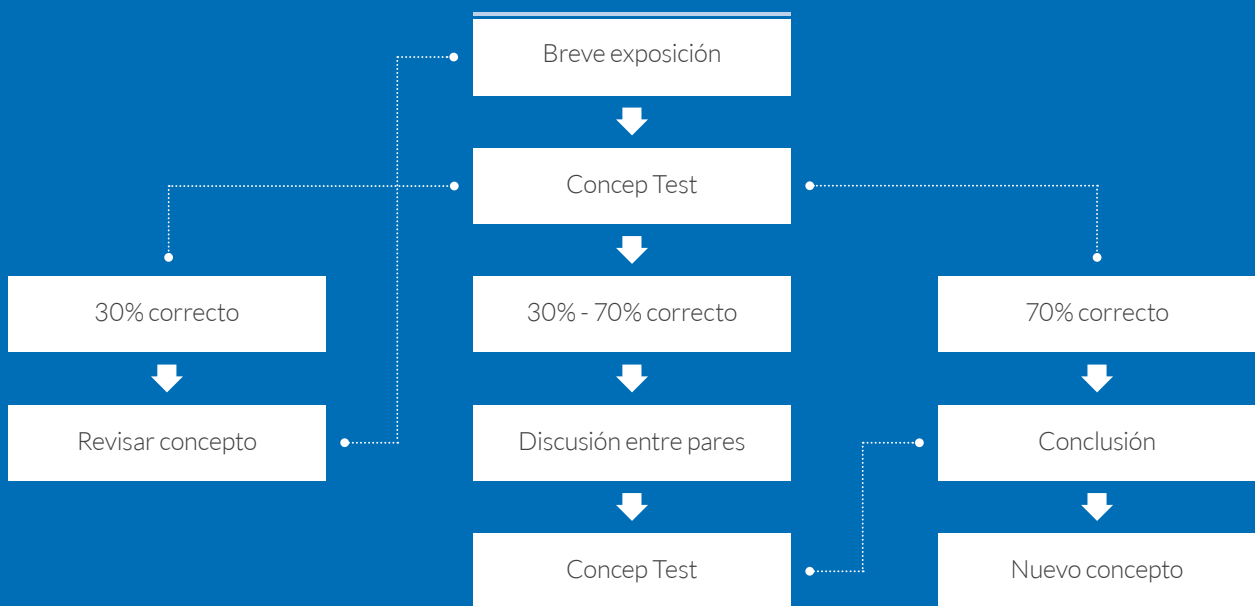 Breve exposición
Concep Test
30% correcto
30% - 70% correcto
70% correcto
Revisar concepto
Discusión entre pares
Conclusión
Concep Test
Nuevo concepto